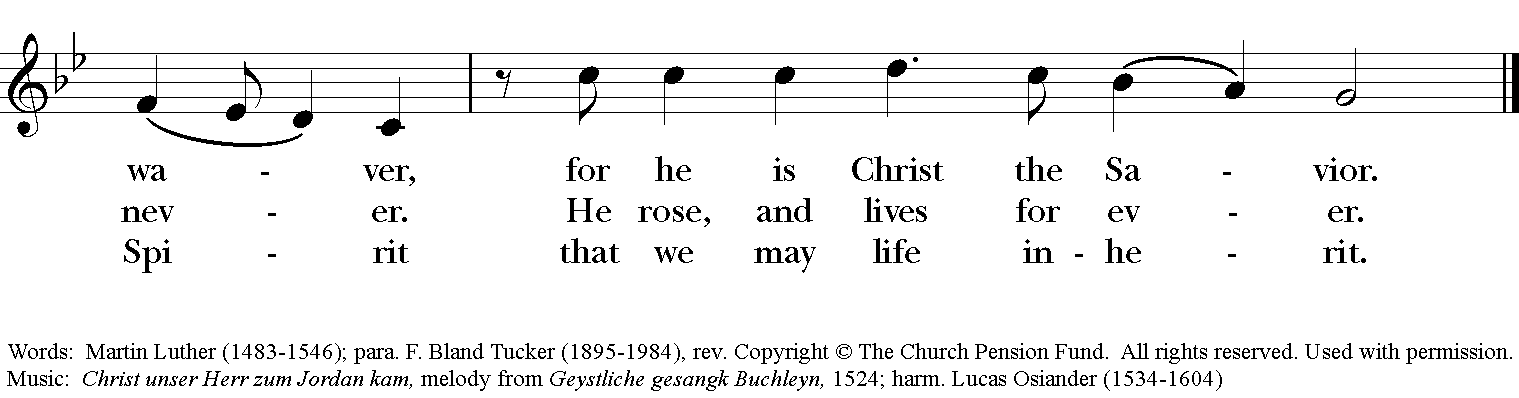 wa - ver, for he is Christ the Sa - vior.
nev - er. He rose, and lives for ev - er.
Spi - rit that we may life in - he - rit.
Words: Martin Luther (1483-1546); para. F. Bland Tucker (1895-1984), rev. Copyright © The Church Pension Fund. All rights reserved. Used with permission.
Music: Christ unser Herr zum Jordan kam, melody from Geystliche gesangk Buchleyn, 1524; harm. Lucas Osiander (1534-1604)